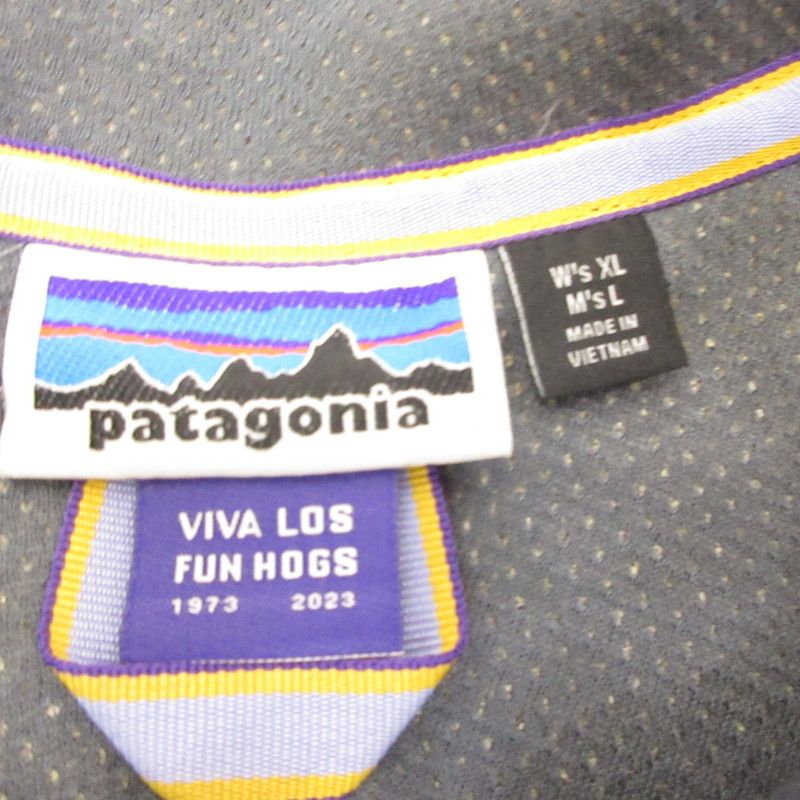 patagonia
W's XL
M's L
MADE IN
VIETNAM
VIVA LOS
FUN HOGS
1973 2023